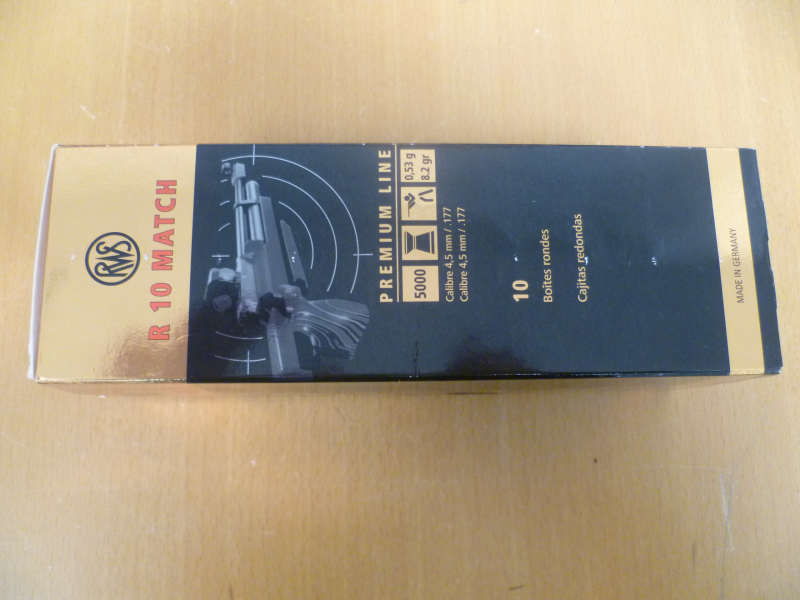 RWS
R 10 MATCH
PREMIUM LINE
5000
0,53 g
8.2 gr
Calibre 4,5 mm / .177
Calibre 4,5 mm / .177
10
Boîtes rondes
Cajitas redondas
MADE IN GERMANY